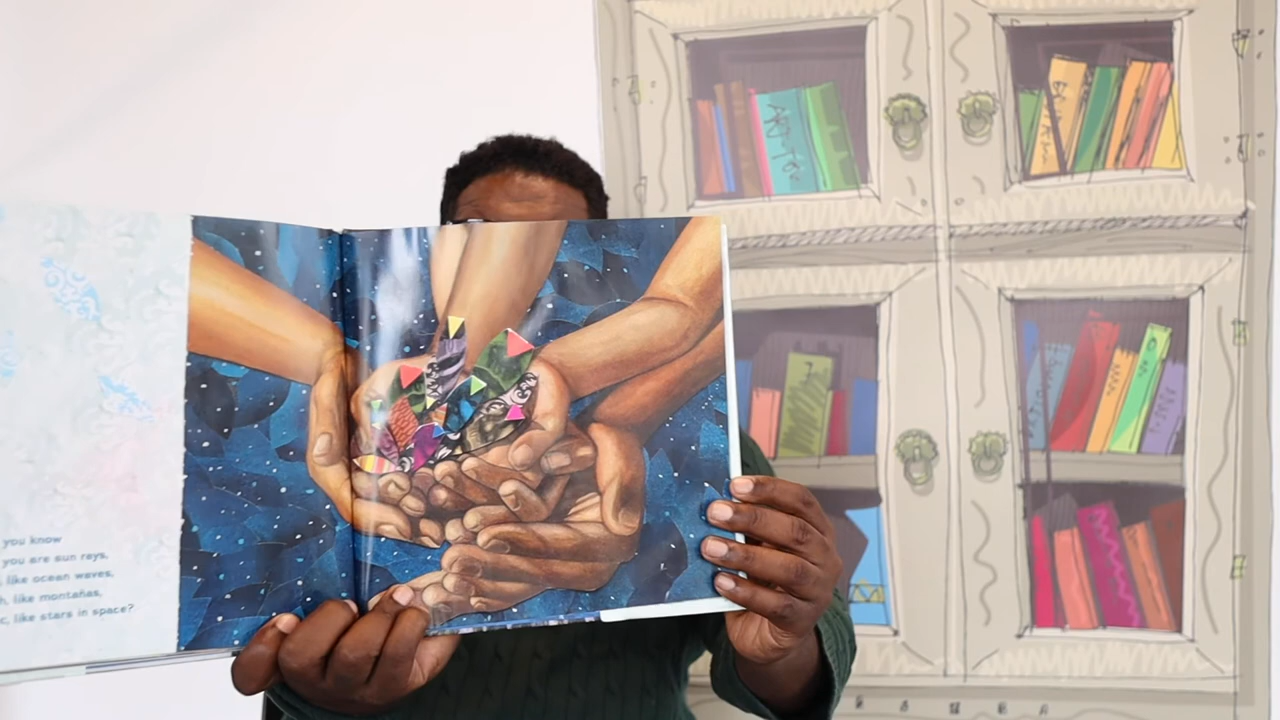 you know
you are sun rays,
, like ocean waves,
h, like montañas,
c, like stars in space?